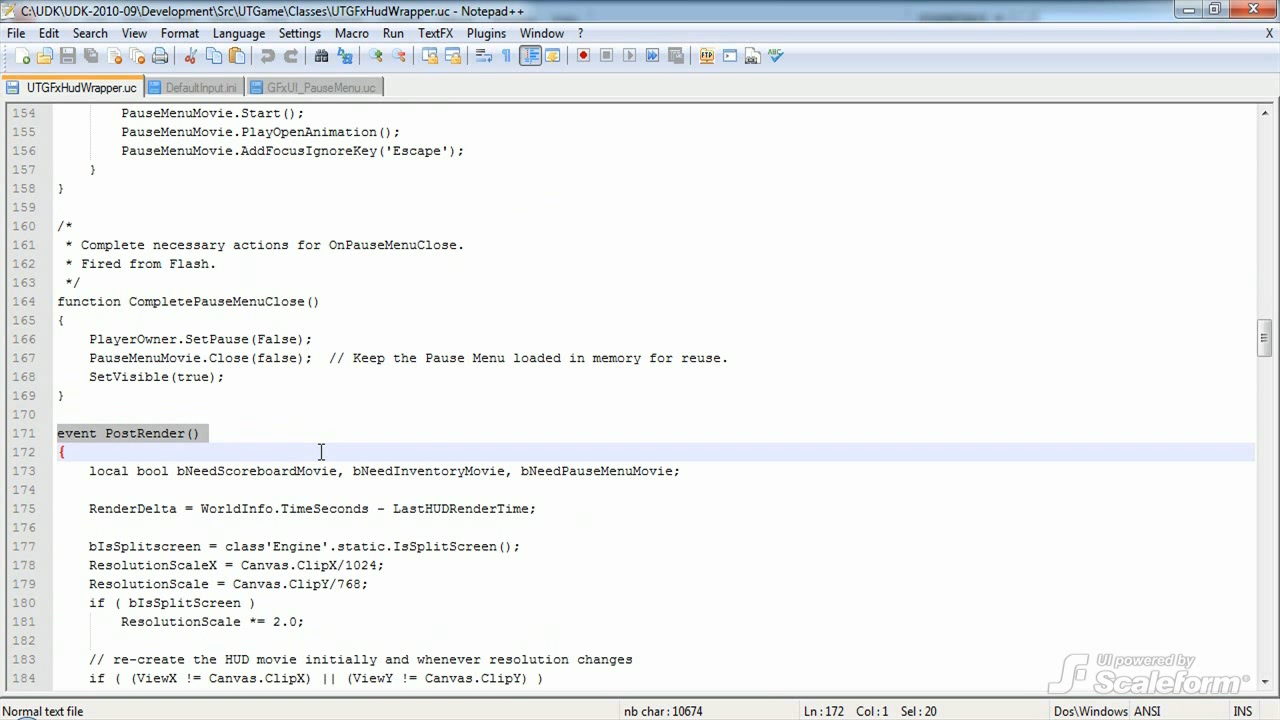 C:\UDK\UDK-2010-09\Development\Src\UTGame\Classes\UTGFxHudWrapper.uc - Notepad++
File Edit Search View Format Language Settings Macro Run TextFX Plugins Window ? X
UTGFxHudWrapper.uc DefaultInput.ini GFxUI_PauseMenu.uc
154 PauseMenuMovie.Start();
155 PauseMenuMovie.PlayOpenAnimation();
156 PauseMenuMovie.AddFocusIgnoreKey('Escape');
157 }
158 }
159
160 /*
161 * Complete necessary actions for OnPauseMenuClose.
162 * Fired from Flash.
163 */
164 function CompletePauseMenuClose()
165 {
166 PlayerOwner.SetPause(False);
167 PauseMenuMovie.Close(false); // Keep the Pause Menu loaded in memory for reuse.
168 SetVisible(true);
169 }
170
171 event PostRender()
172 {
173 local bool bNeedScoreboardMovie, bNeedInventoryMovie, bNeedPauseMenuMovie;
174
175 RenderDelta = WorldInfo.TimeSeconds - LastHUDRenderTime;
176
177 bIsSplitscreen = class'Engine'.static.IsSplitScreen();
178 ResolutionScaleX = Canvas.ClipX/1024;
179 ResolutionScale = Canvas.ClipY/768;
180 if ( bIsSplitScreen )
181 ResolutionScale *= 2.0;
182
183 // re-create the HUD movie initially and whenever resolution changes
184 if ( (ViewX != Canvas.ClipX) || (ViewY != Canvas.ClipY) )
UI powered by
Scaleform
Normal text file nb char : 10674 Ln : 172 Col : 1 Sel : 20 Dos\Windows ANSI INS